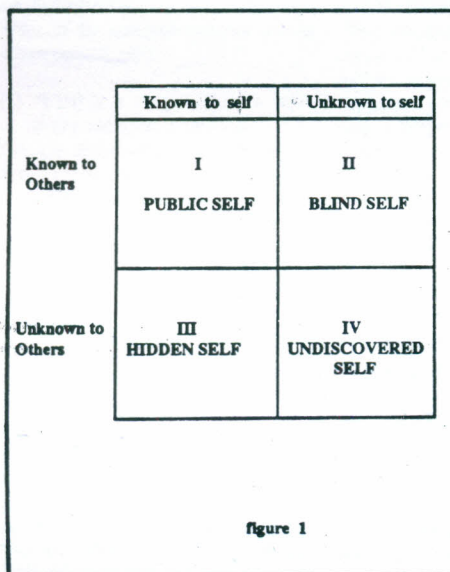 Known to self Unknown to self
Known to
Others
I II
PUBLIC SELF BLIND SELF
Unknown to
Others
III IV
HIDDEN SELF UNDISCOVERED
SELF
figure 1